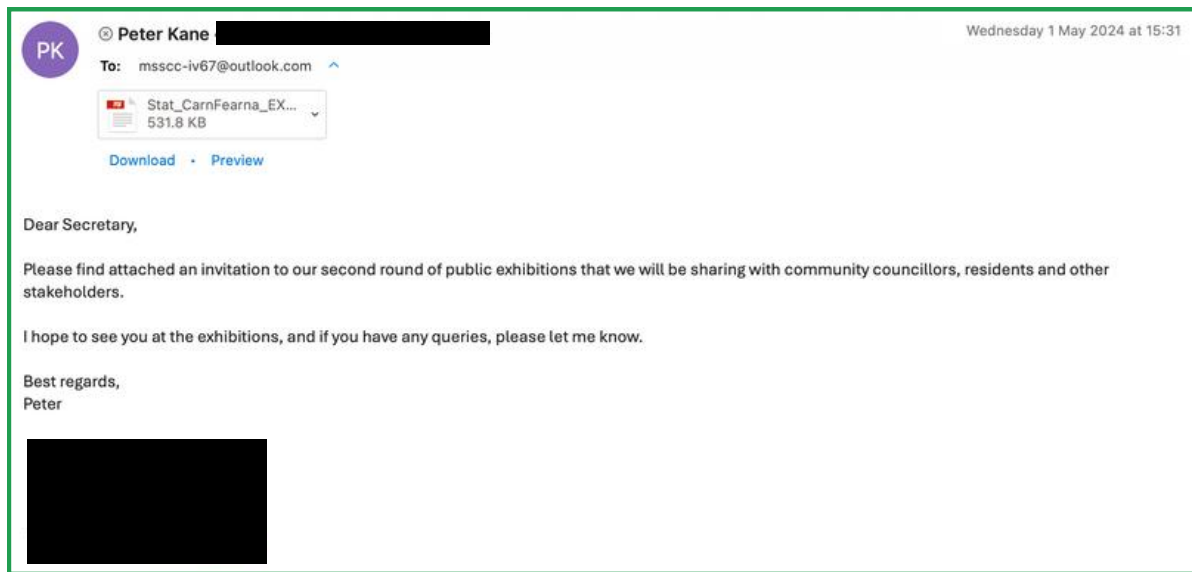 PK
Peter Kane
Wednesday 1 May 2024 at 15:31
To: msscc-iv67@outlook.com
Stat_CarnFearna_EX...
531.8 KB
Download · Preview
Dear Secretary,
Please find attached an invitation to our second round of public exhibitions that we will be sharing with community councillors, residents and other
stakeholders.
I hope to see you at the exhibitions, and if you have any queries, please let me know.
Best regards,
Peter